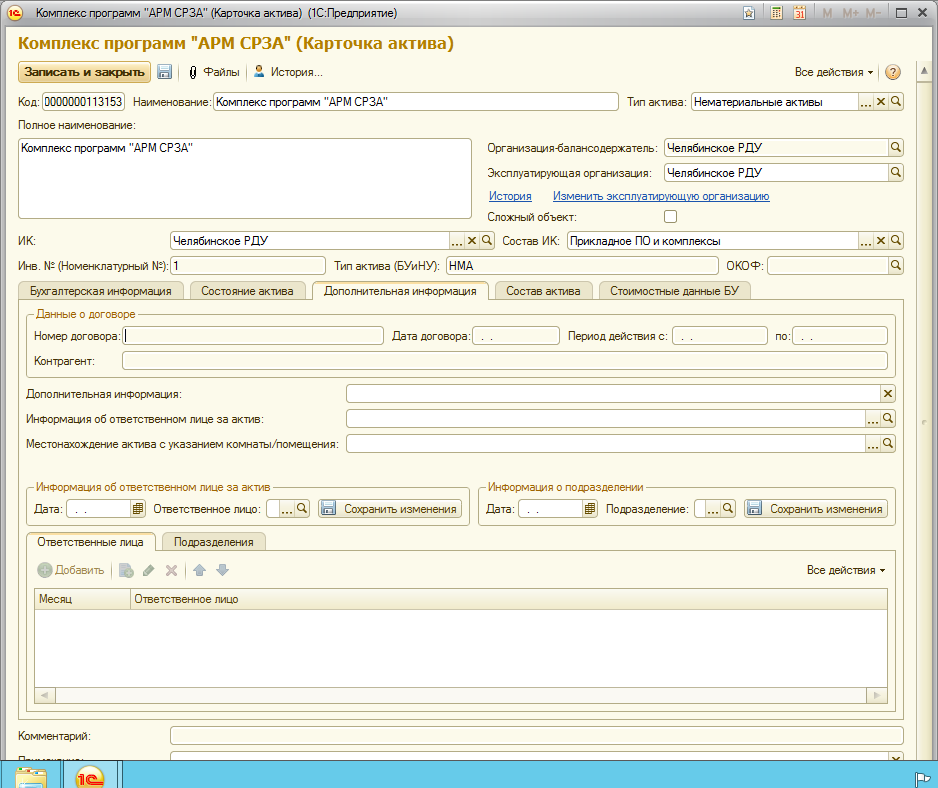 Комплекс программ "АРМ СРЗА" (Карточка актива) (1С:Предприятие)
M M+ M-
Комплекс программ "АРМ СРЗА" (Карточка актива)
Записать и закрыть Файлы История... Все действия
Код: 0000000113153 Наименование: Комплекс программ "АРМ СРЗА" Тип актива: Нематериальные активы ...
Полное наименование:
Комплекс программ "АРМ СРЗА"
Организация-балансодержатель: Челябинское РДУ
Эксплуатирующая организация: Челябинское РДУ
История Изменить эксплуатирующую организацию
Сложный объект:
ИК: Челябинское РДУ ... Состав ИК: Прикладное ПО и комплексы ...
Инв. № (Номенклатурный №): 1 Тип актива (БУиНУ): НМА ОКОФ:
Бухгалтерская информация Состояние актива Дополнительная информация Состав актива Стоимостные данные БУ
Данные о договоре
Номер договора: Дата договора: . . Период действия с: . . по: . .
Контрагент:
Дополнительная информация:
Информация об ответственном лице за актив: ...
Местонахождение актива с указанием комнаты/помещения: ...
Информация об ответственном лице за актив Информация о подразделении
Дата: . . Ответственное лицо: ... Сохранить изменения Дата: . . Подразделение: ... Сохранить изменения
Ответственные лица Подразделения
Добавить Все действия
Месяц Ответственное лицо
Комментарий: